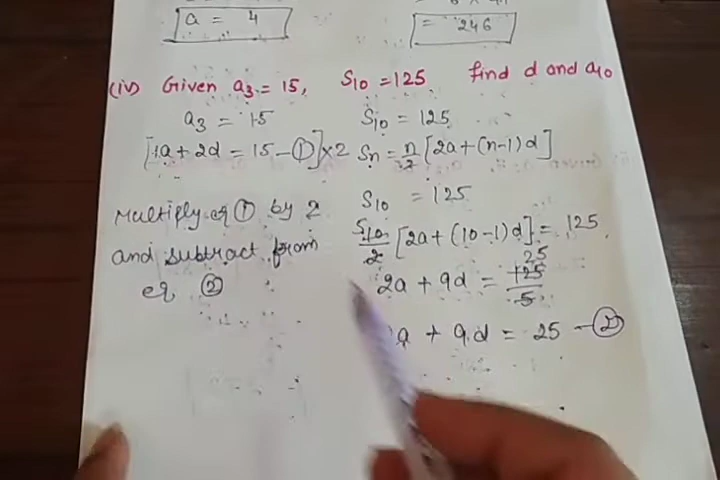 a = 4
= 246
(iv) Given a₃ = 15, S₁₀ = 125 find d and a₁₀
a₃ = 15
[1a + 2d = 15 - ①] × 2
Multiply eq ① by 2
and subtract from
eq ②
S₁₀ = 125
Sn = n/2 [2a + (n-1)d]
S₁₀ = 125
5 10/2 [2a + (10-1)d] = 125
2a + 9d = 25 125/5
a + 9d = 25 - ②